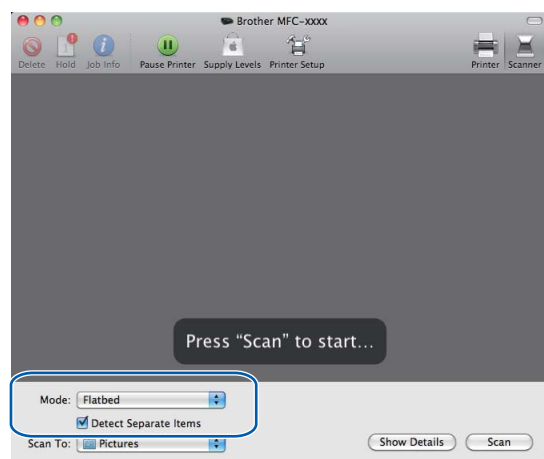 Brother MFC-xxxx
Delete Hold Job Info Pause Printer Supply Levels Printer Setup Printer Scanner
Press “Scan” to start...
Mode: Flatbed
Detect Separate Items
Scan To: Pictures Show Details Scan